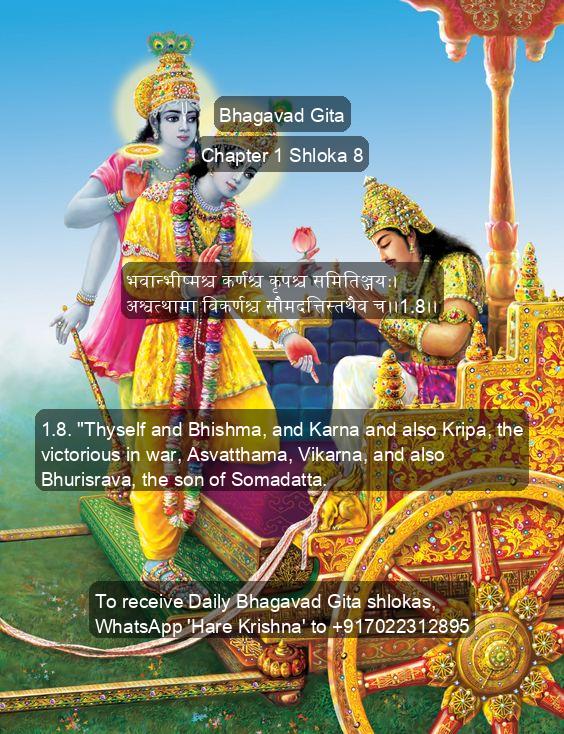 Bhagavad Gita
Chapter 1 Shloka 8
भवान्भीष्मश्च कर्णश्च कृपश्च समितिञ्जयः।
अश्वत्थामा विकर्णश्च सौमदत्तिस्तथैव च।।1.8।।
1.8. "Thyself and Bhishma, and Karna and also Kripa, the
victorious in war, Asvatthama, Vikarna, and also
Bhurisrava, the son of Somadatta.
To receive Daily Bhagavad Gita shlokas,
WhatsApp 'Hare Krishna' to +917022312895